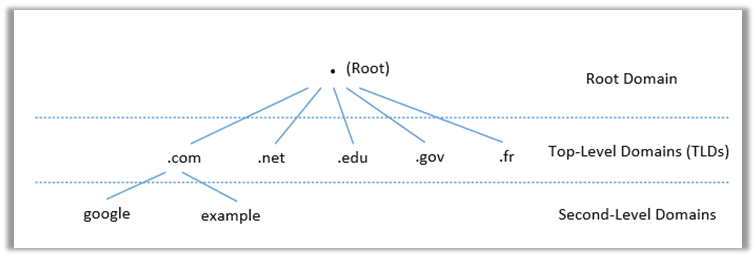 . (Root)
Root Domain
.com .net .edu .gov .fr Top-Level Domains (TLDs)
google example Second-Level Domains